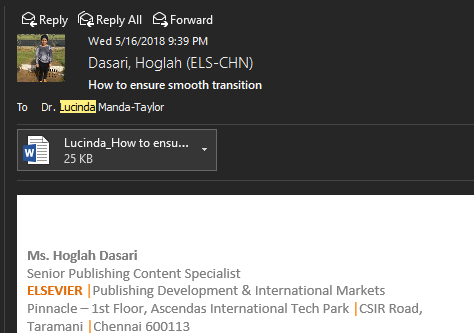 Reply Reply All Forward
Wed 5/16/2018 9:39 PM
Dasari, Hoglah (ELS-CHN)
How to ensure smooth transition
To Dr. Lucinda Manda-Taylor
Lucinda_How to ensu...
25 KB
Ms. Hoglah Dasari
Senior Publishing Content Specialist
ELSEVIER |Publishing Development & International Markets
Pinnacle – 1st Floor, Ascendas International Tech Park |CSIR Road,
Taramani |Chennai 600113